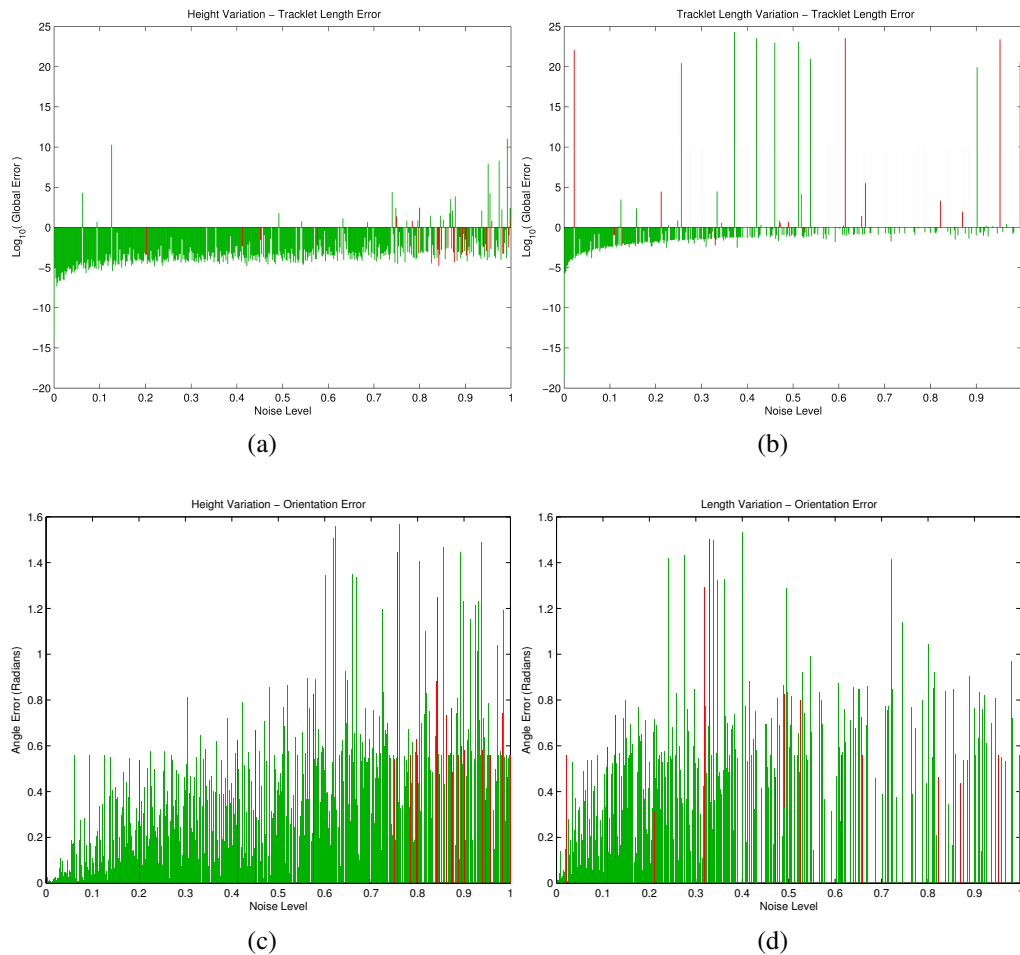 Height Variation − Tracklet Length Error
25
20
15
10
5
0
−5
−10
−15
−20
Log10( Global Error )
0 0.1 0.2 0.3 0.4 0.5 0.6 0.7 0.8 0.9 1
Noise Level
(a)
Tracklet Length Variation − Tracklet Length Error
25
20
15
10
5
0
−5
−10
−15
−20
Log10( Global Error )
0 0.1 0.2 0.3 0.4 0.5 0.6 0.7 0.8 0.9
Noise Level
(b)
Height Variation − Orientation Error
1.6
1.4
1.2
1
0.8
0.6
0.4
0.2
0
Angle Error (Radians)
0 0.1 0.2 0.3 0.4 0.5 0.6 0.7 0.8 0.9 1
Noise Level
(c)
Length Variation − Orientation Error
1.6
1.4
1.2
1
0.8
0.6
0.4
0.2
0
Angle Error (Radians)
0 0.1 0.2 0.3 0.4 0.5 0.6 0.7 0.8 0.9 1
Noise Level
(d)